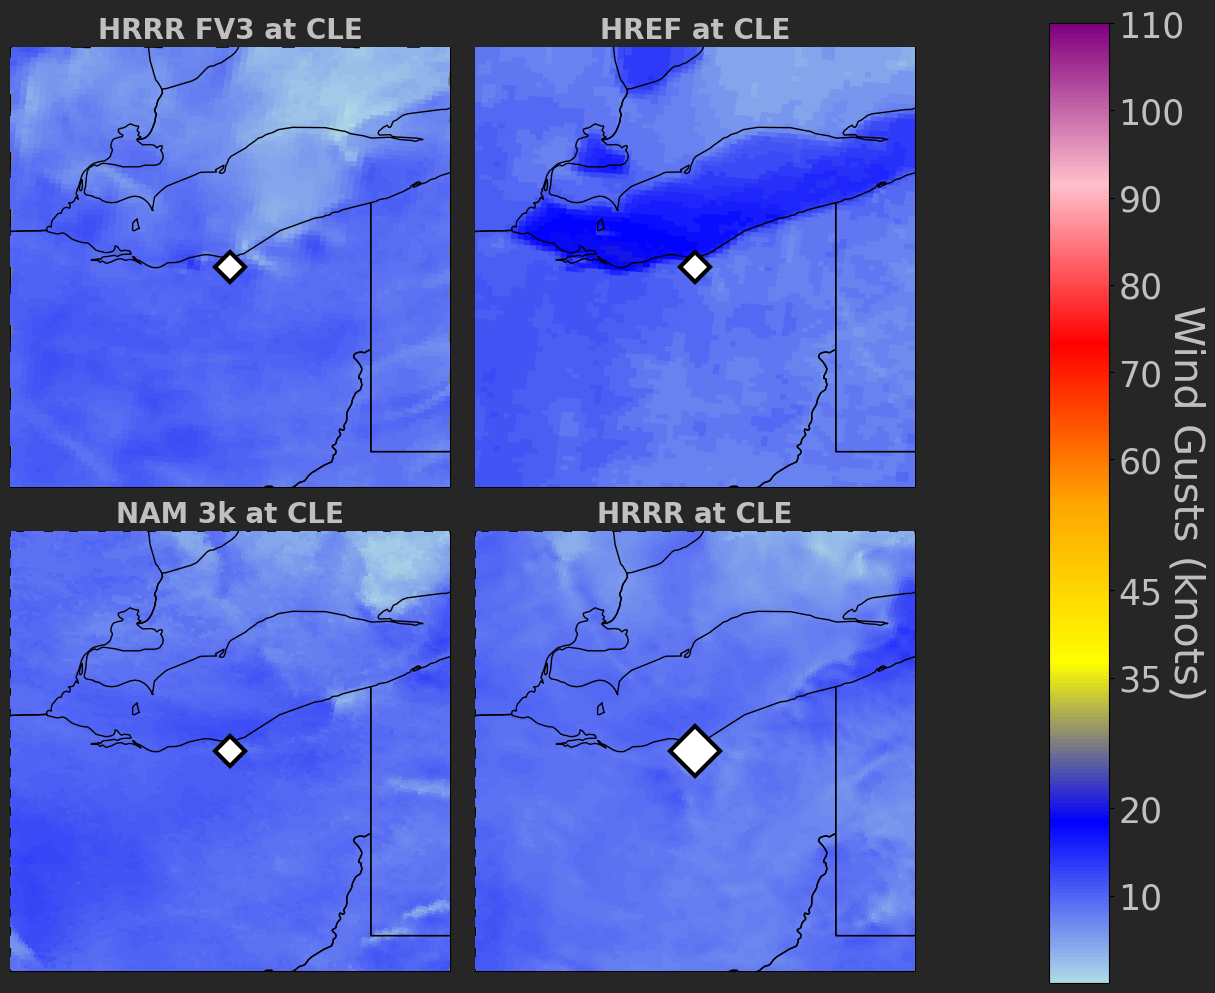 HRRR FV3 at CLE
HREF at CLE
NAM 3k at CLE
HRRR at CLE
110
100
90
80
70
60
45
35
20
10
Wind Gusts (knots)